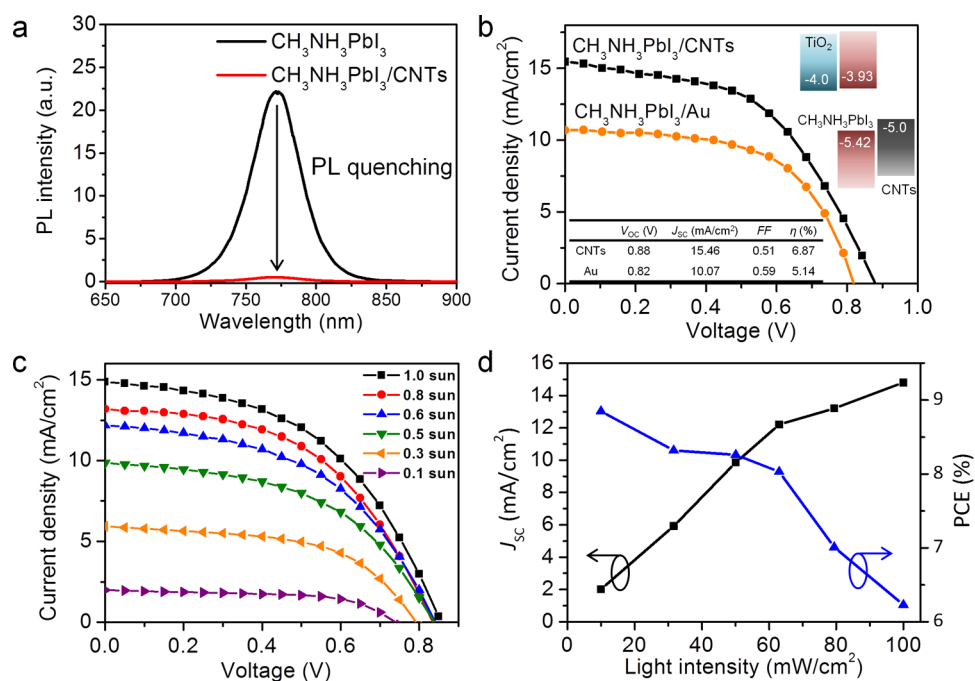 a
PL intensity (a.u.)
30
25
20
15
10
5
0
CH3NH3PbI3
CH3NH3PbI3/CNTs
PL quenching
650 700 750 800 850 900
Wavelength (nm)
b
Current density (mA/cm2)
20
15
10
5
0
CH3NH3PbI3/CNTs
CH3NH3PbI3/Au
TiO2
-4.0
-3.93
CH3NH3PbI3
-5.42
-5.0
CNTs
VOC (V) JSC (mA/cm2) FF η (%)
CNTs 0.88 15.46 0.51 6.87
Au 0.82 10.07 0.59 5.14
0.0 0.2 0.4 0.6 0.8 1.0
Voltage (V)
c
Current density (mA/cm2)
15
10
5
0
1.0 sun
0.8 sun
0.6 sun
0.5 sun
0.3 sun
0.1 sun
0.0 0.2 0.4 0.6 0.8
Voltage (V)
d
JSC (mA/cm2)
16
14
12
10
8
6
4
2
0
9
8
7
6
PCE (%)
0 20 40 60 80 100
Light intensity (mW/cm2)